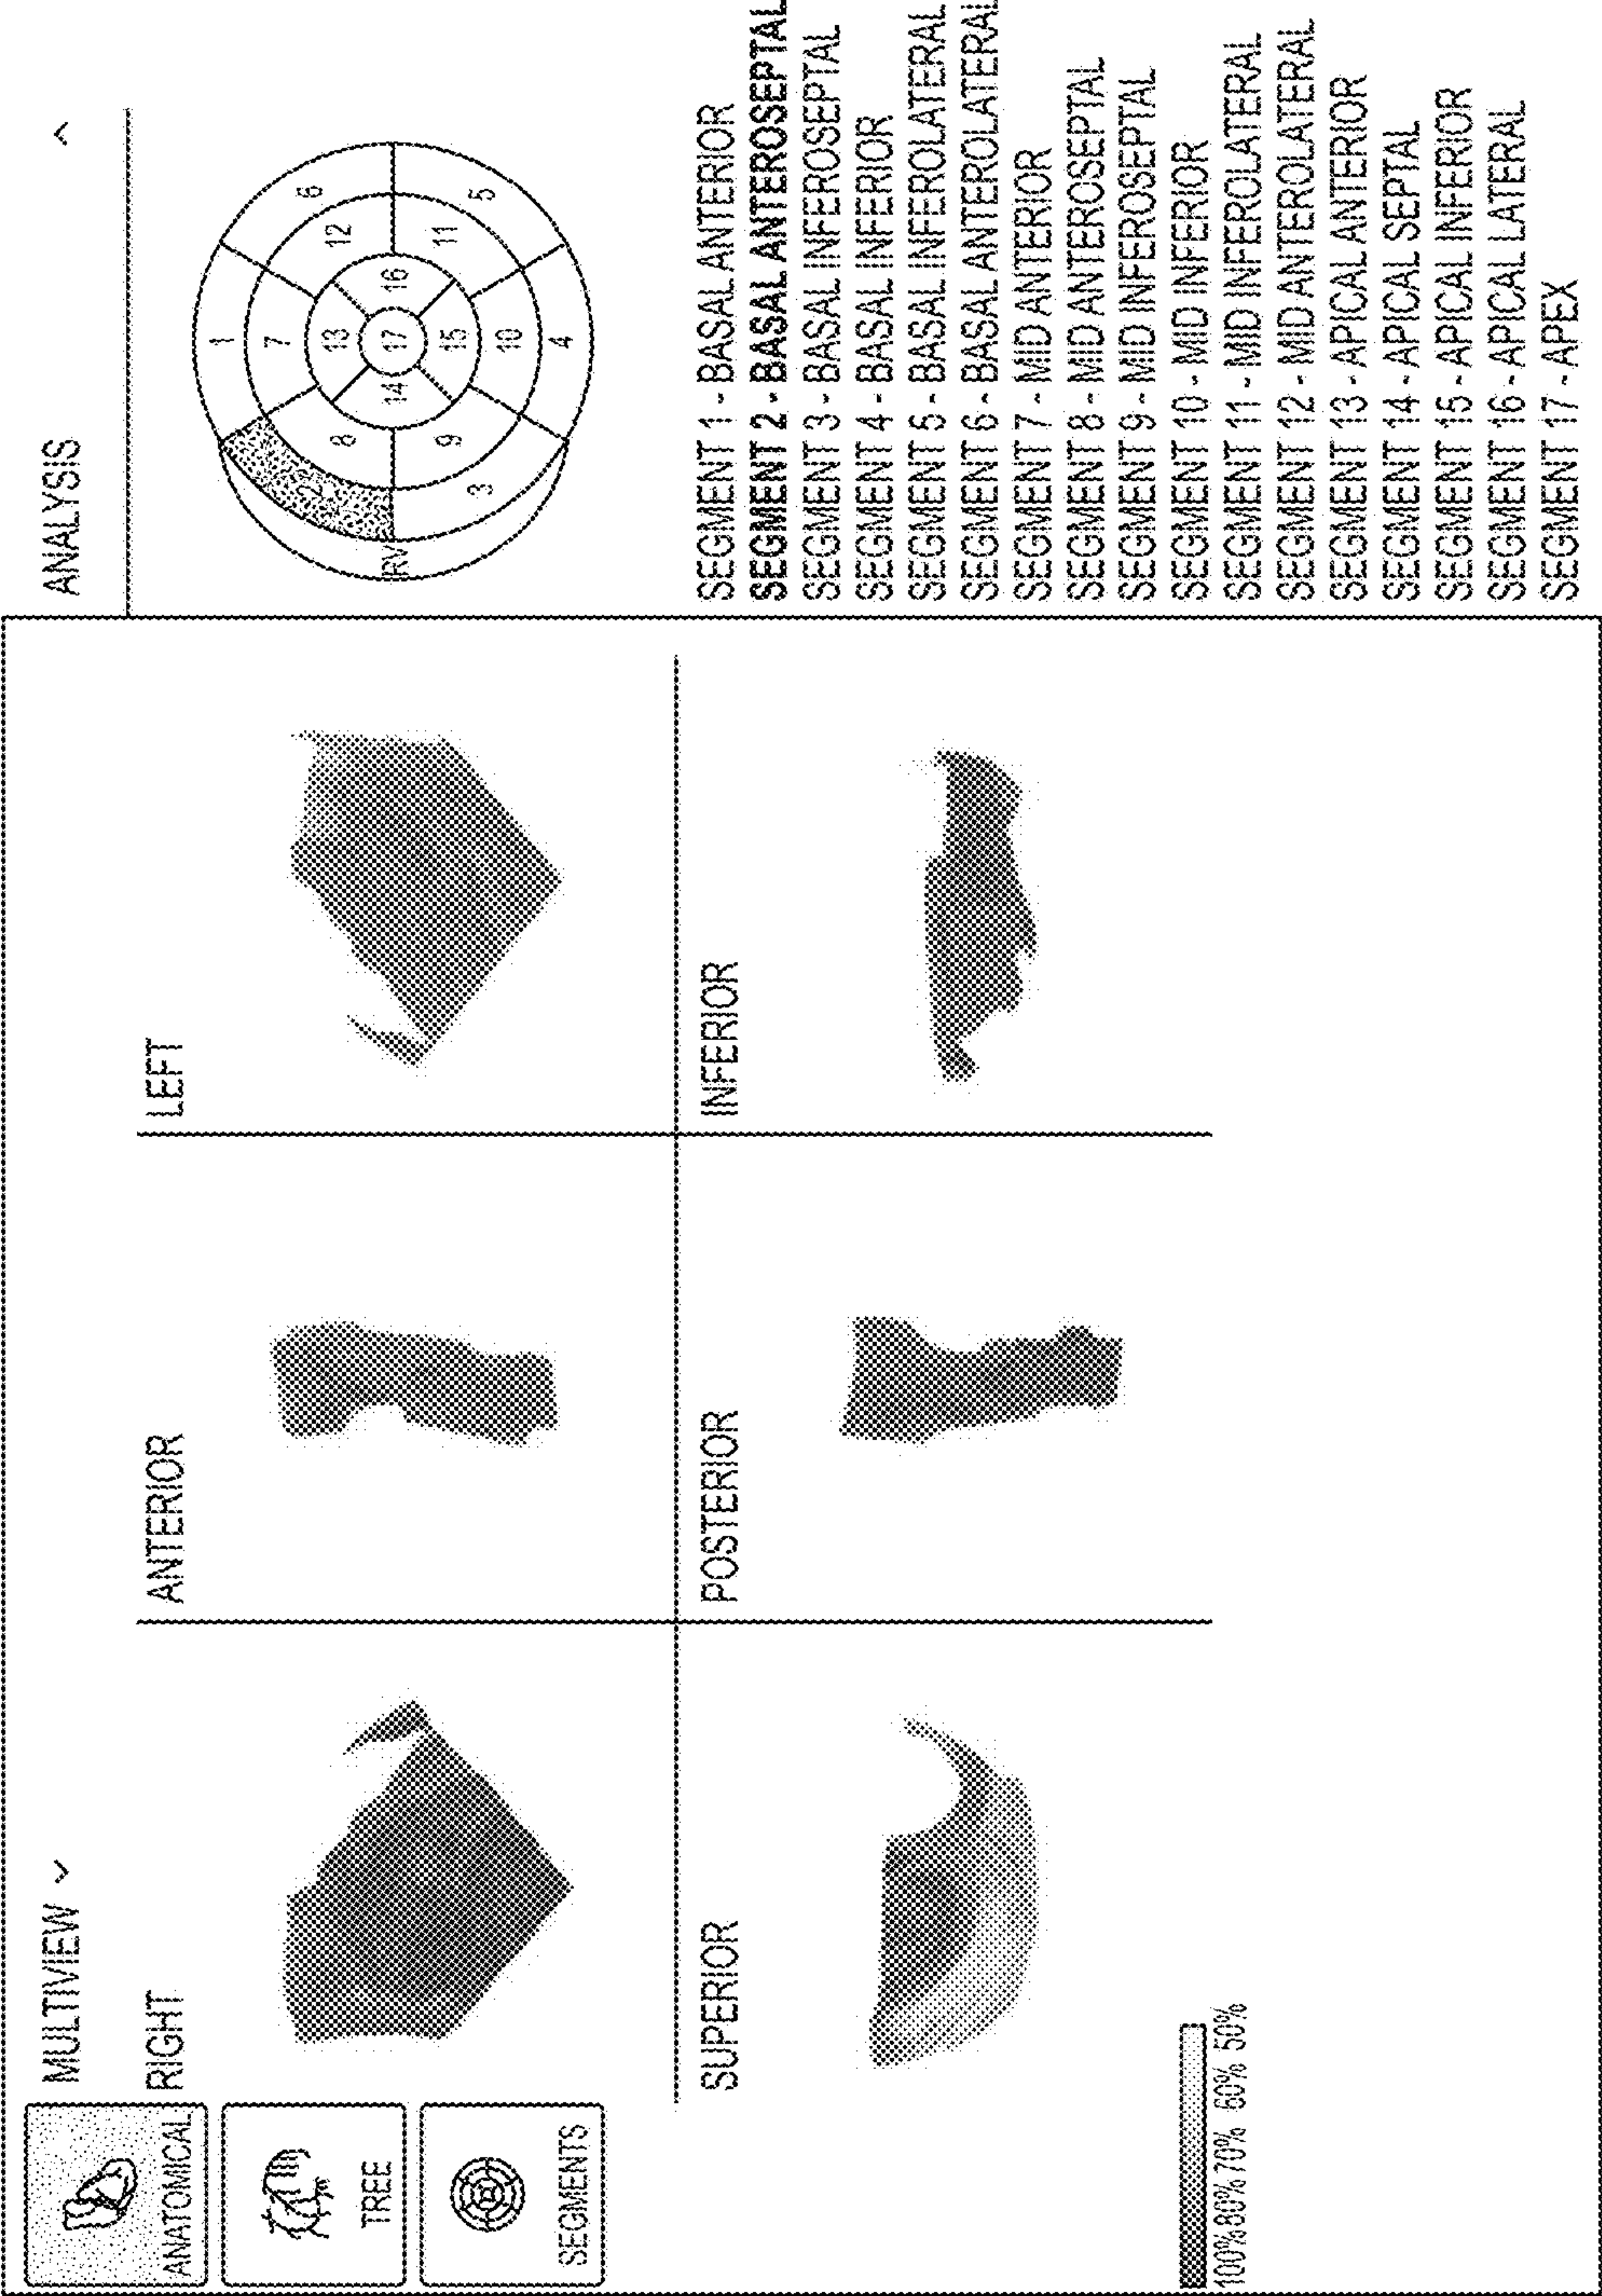 ANATOMICAL
TREE
SEGMENTS
MULTIVIEW
RIGHT
ANTERIOR
LEFT
SUPERIOR
POSTERIOR
INFERIOR
100% 80% 70% 60% 50%
ANALYSIS
1
6
7
12
2
8
13
16
RV
14
17
11
5
9
15
3
10
4
SEGMENT 1 - BASAL ANTERIOR
SEGMENT 2 - BASAL ANTEROSEPTAL
SEGMENT 3 - BASAL INFEROSEPTAL
SEGMENT 4 - BASAL INFERIOR
SEGMENT 5 - BASAL INFEROLATERAL
SEGMENT 6 - BASAL ANTEROLATERAL
SEGMENT 7 - MID ANTERIOR
SEGMENT 8 - MID ANTEROSEPTAL
SEGMENT 9 - MID INFEROSEPTAL
SEGMENT 10 - MID INFERIOR
SEGMENT 11 - MID INFEROLATERAL
SEGMENT 12 - MID ANTEROLATERAL
SEGMENT 13 - APICAL ANTERIOR
SEGMENT 14 - APICAL SEPTAL
SEGMENT 15 - APICAL INFERIOR
SEGMENT 16 - APICAL LATERAL
SEGMENT 17 - APEX